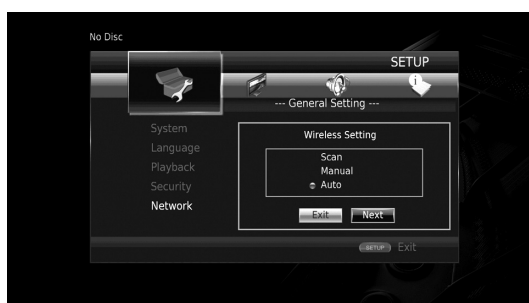 No Disc
SETUP
--- General Setting ---
System
Language
Playback
Security
Network
Wireless Setting
Scan
Manual
Auto
Exit Next
SETUP Exit